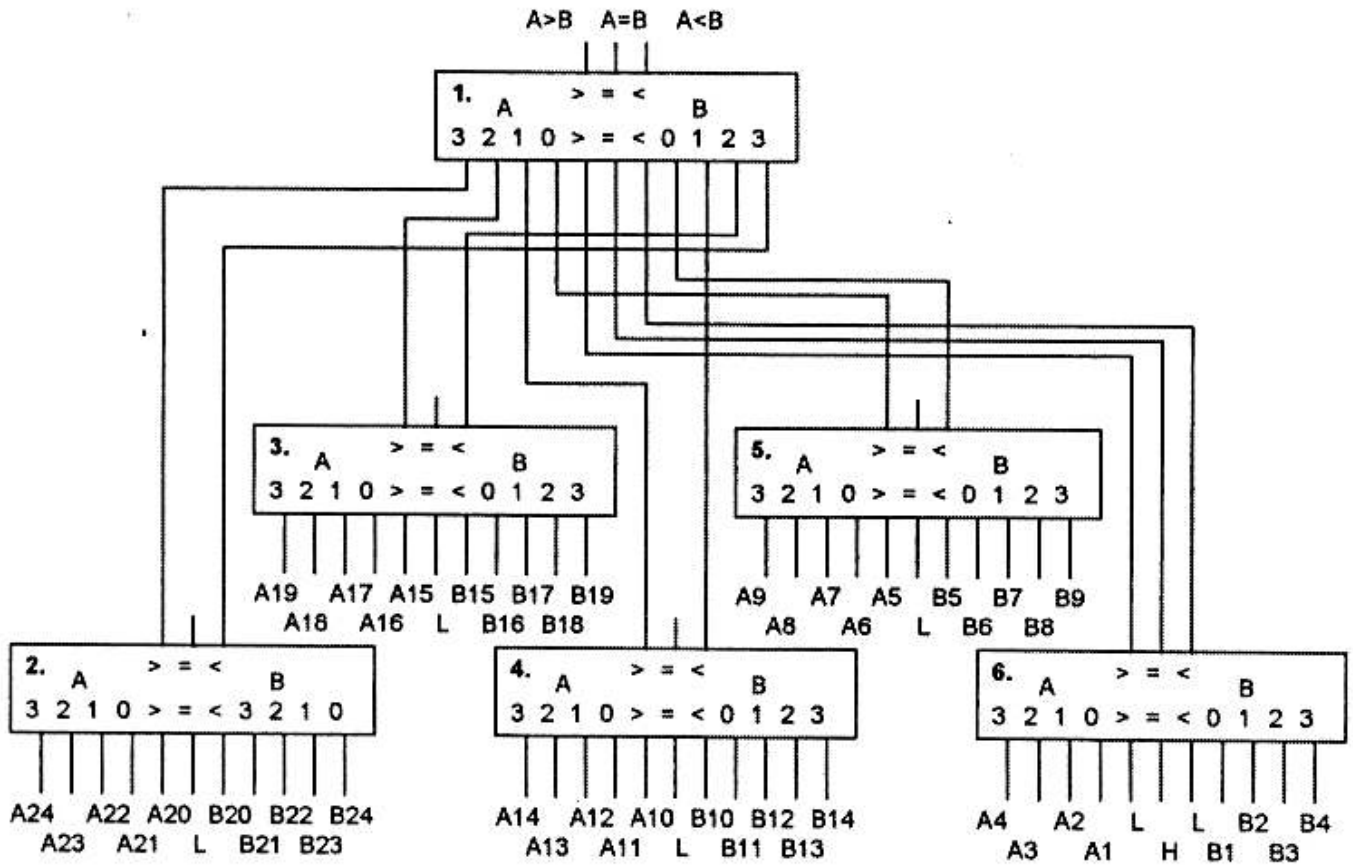 A>B A=B A<B
1. > = <
A B
3 2 1 0 > = < 0 1 2 3
3. > = <
A B
3 2 1 0 > = < 0 1 2 3
A19 A17 A15 B15 B17 B19
A18 A16 L B16 B18
5. > = <
A B
3 2 1 0 > = < 0 1 2 3
A9 A7 A5 B5 B7 B9
A8 A6 L B6 B8
2. > = <
A B
3 2 1 0 > = < 3 2 1 0
A24 A22 A20 B20 B22 B24
A23 A21 L B21 B23
4. > = <
A B
3 2 1 0 > = < 0 1 2 3
A14 A12 A10 B10 B12 B14
A13 A11 L B11 B13
6. > = <
A B
3 2 1 0 > = < 0 1 2 3
A4 A2 L L B2 B4
A3 A1 H B1 B3